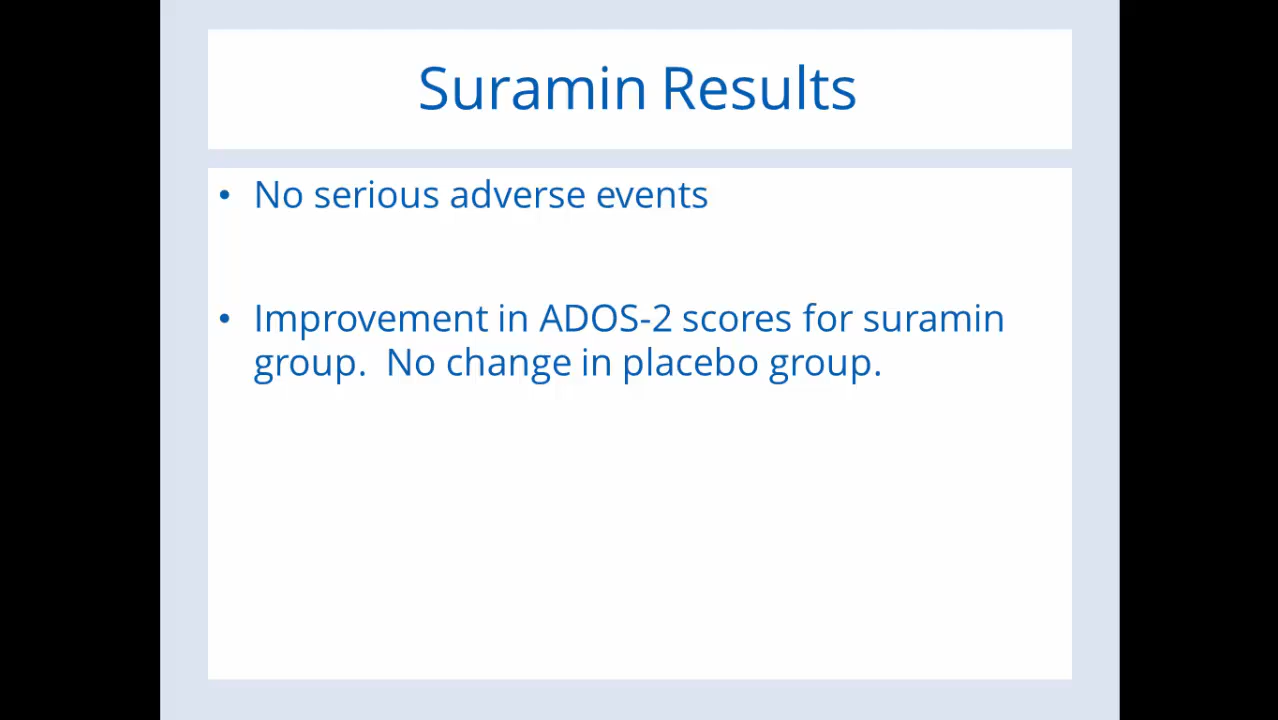 Suramin Results
• No serious adverse events
• Improvement in ADOS-2 scores for suramin
group.  No change in placebo group.